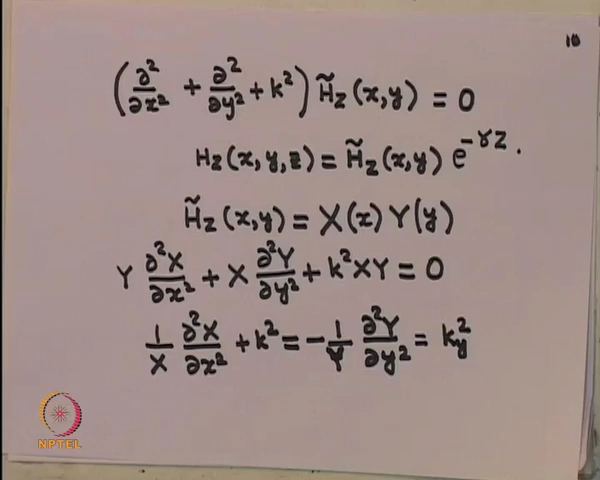 10
(∂²/∂x² + ∂²/∂y² + k²) H̃z(x,y) = 0
Hz(x,y,z) = H̃z(x,y) e^{-γz}.
H̃z(x,y) = X(x) Y(y)
Y ∂²X/∂x² + X ∂²Y/∂y² + k²XY = 0
1/X ∂²X/∂x² + k² = - 1/Y ∂²Y/∂y² = ky²
NPTEL